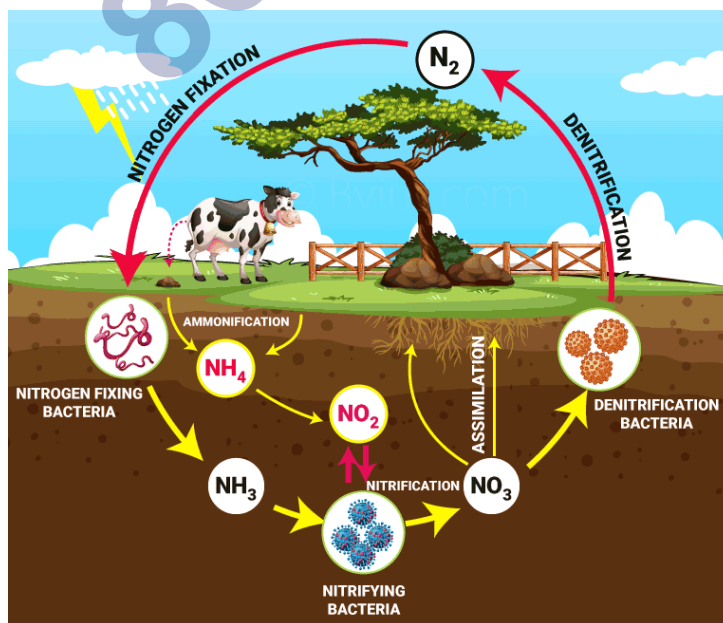 N₂
NITROGEN FIXATION
DENITRIFICATION
AMMONIFICATION
NH₄
NITROGEN FIXING
BACTERIA
NO₂
ASSIMILATION
DENITRIFICATION
BACTERIA
NH₃
NITRIFICATION
NO₃
NITRIFYING
BACTERIA